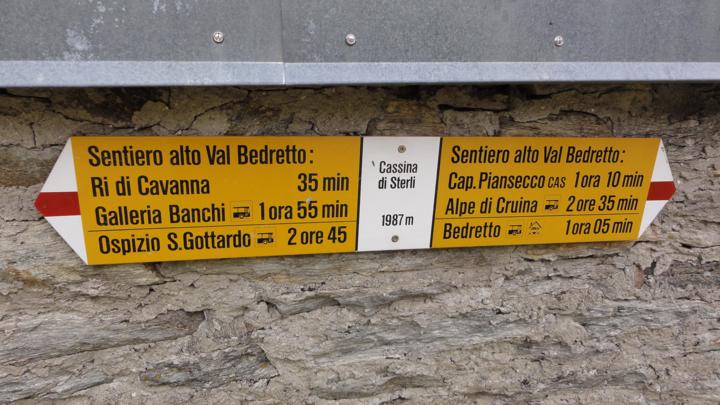 Sentiero alto Val Bedretto:
Ri di Cavanna 35 min
Galleria Banchi 1 ora 55 min
Ospizio S.Gottardo 2 ore 45
Cassina
di Sterli
1987 m
Sentiero alto Val Bedretto:
Cap. Piansecco CAS 1 ora 10 min
Alpe di Cruina 2 ore 35 min
Bedretto 1 ora 05 min